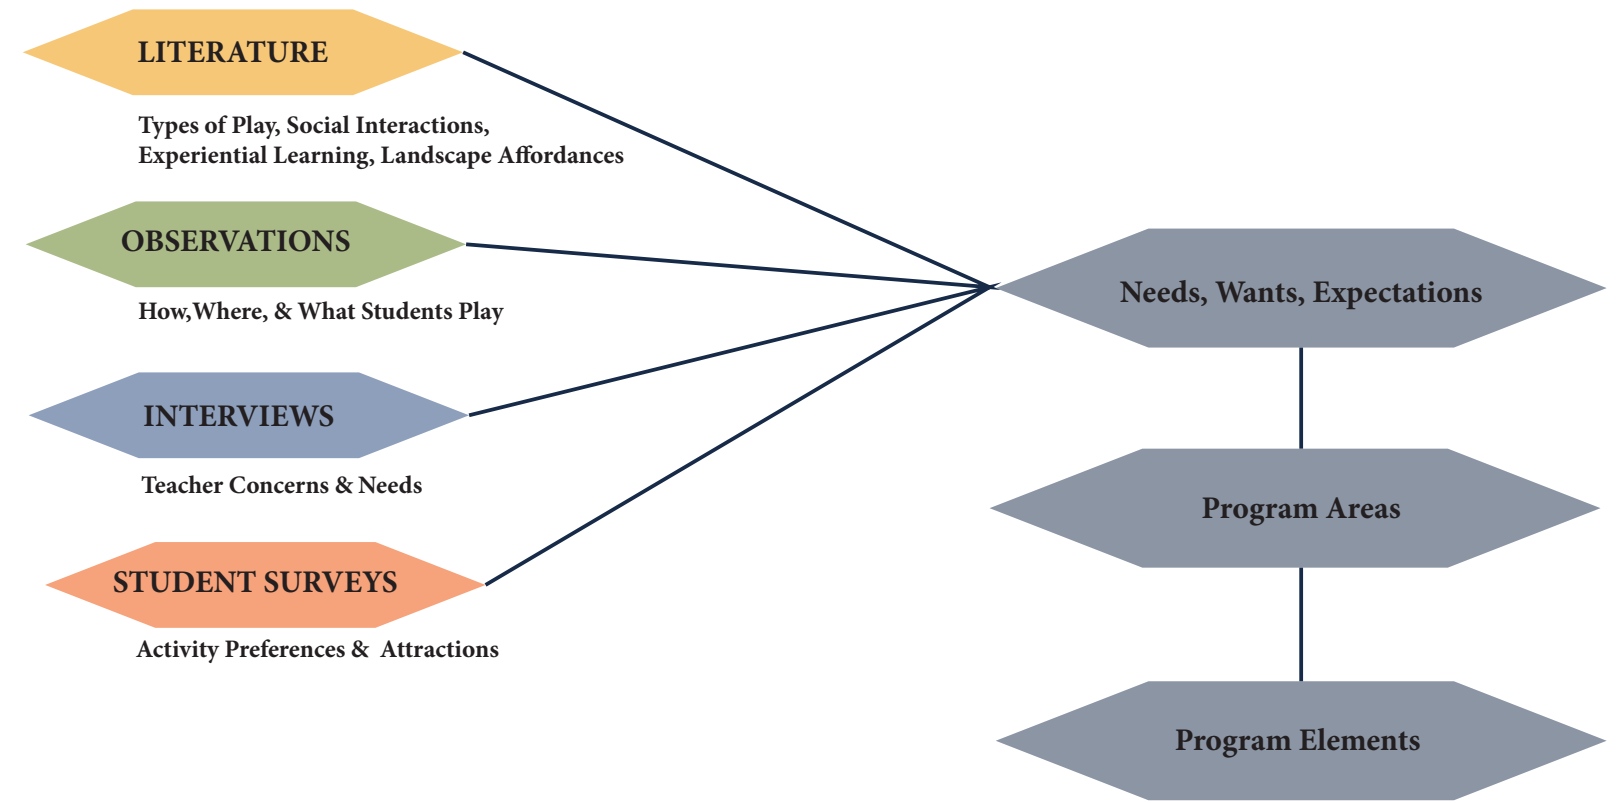 LITERATURE
Types of Play, Social Interactions,
Experiential Learning, Landscape Affordances
OBSERVATIONS
How,Where, & What Students Play
INTERVIEWS
Teacher Concerns & Needs
STUDENT SURVEYS
Activity Preferences &  Attractions
Needs, Wants, Expectations
Program Areas
Program Elements